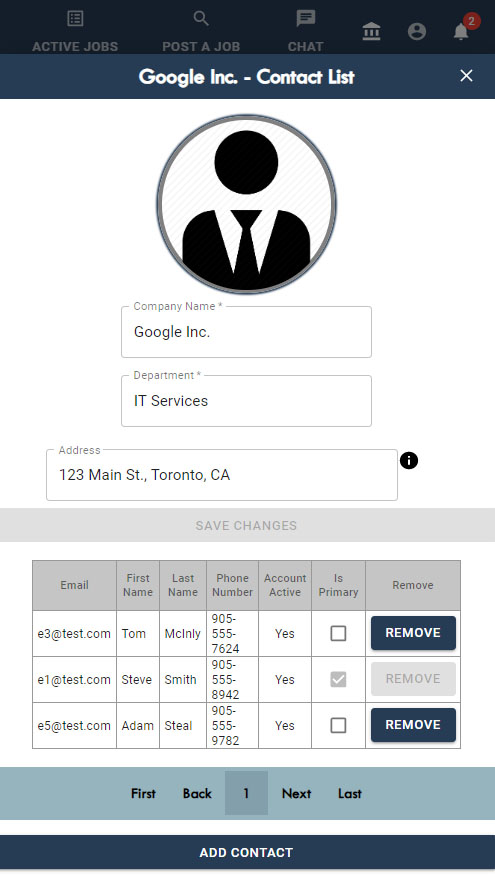 2
ACTIVE JOBS POST A JOB CHAT
Google Inc. - Contact List
Company Name *
Google Inc.
Department *
IT Services
Address
123 Main St., Toronto, CA
SAVE CHANGES
Email First Name Last Name Phone Number Account Active Is Primary Remove
e3@test.com Tom McInly 905-555-7624 Yes REMOVE
e1@test.com Steve Smith 905-555-8942 Yes REMOVE
e5@test.com Adam Steal 905-555-9782 Yes REMOVE
First Back 1 Next Last
ADD CONTACT